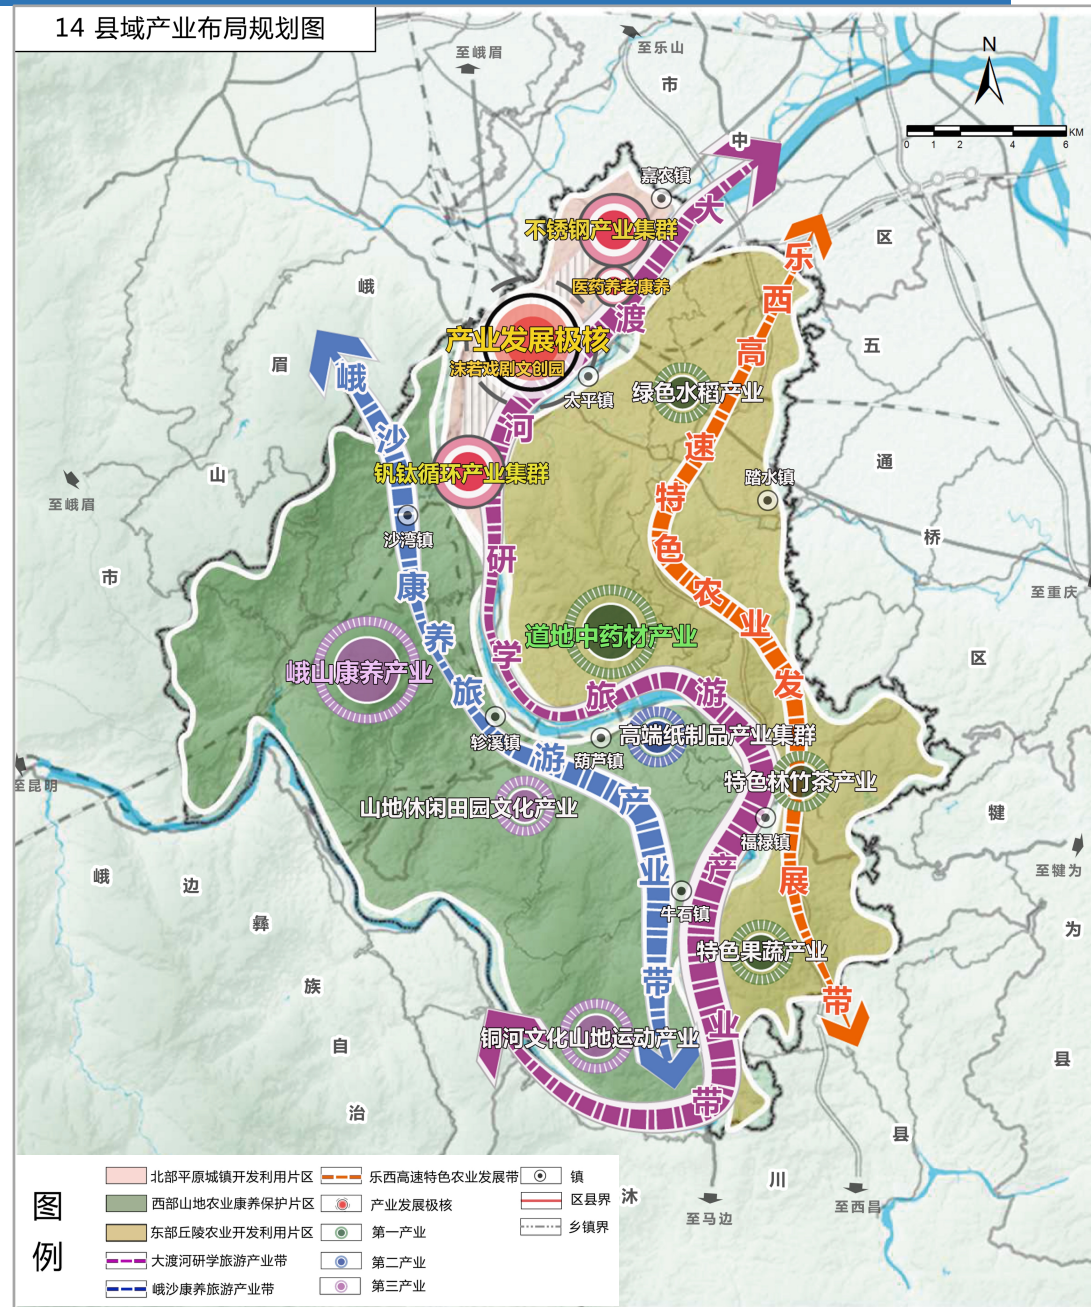 14 县域产业布局规划图
至峨眉
至乐山
市
N
KM
0 1 2 4 6
中
嘉农镇
不锈钢产业集群
医药养老康养
产业发展极核
沫若戏剧文创园
太平镇
绿色水稻产业
钒钛循环产业集群
踏水镇
沙湾镇
道地中药材产业
峨山康养产业
轸溪镇
葫芦镇
高端纸制品产业集群
特色林竹茶产业
山地休闲田园文化产业
福禄镇
牛石镇
特色果蔬产业
铜河文化山地运动产业
大渡河研学旅游产业带
峨沙康养旅游产业带
乐西高速特色农业发展带
峨眉山市
至峨眉
区
五通桥区
至重庆
至昆明
犍为县
至犍为
峨边彝族自治
县
沐川
至马边
至西昌
图例
北部平原城镇开发利用片区
西部山地农业康养保护片区
东部丘陵农业开发利用片区
大渡河研学旅游产业带
峨沙康养旅游产业带
乐西高速特色农业发展带
产业发展极核
第一产业
第二产业
第三产业
镇
区县界
乡镇界